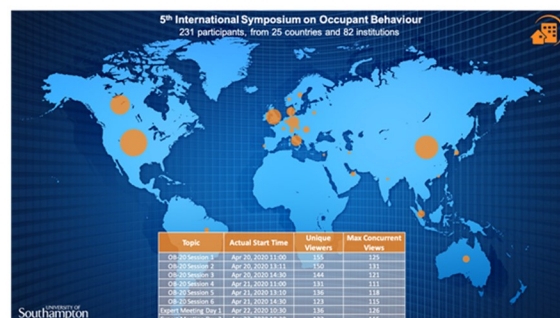 5th International Symposium on Occupant Behaviour
231 participants, from 25 countries and 82 institutions
Topic Actual Start Time Unique Viewers Max Concurrent Views
OB-20 Session 1 Apr 20, 2020 11:00 155 125
OB-20 Session 2 Apr 20, 2020 13:11 150 131
OB-20 Session 3 Apr 20, 2020 14:30 144 121
OB-20 Session 4 Apr 21, 2020 11:00 131 111
OB-20 Session 5 Apr 21, 2020 13:10 136 118
OB-20 Session 6 Apr 21, 2020 14:30 123 115
Expert Meeting Day 1 Apr 22, 2020 10:30 136 126
UNIVERSITY OF
Southampton